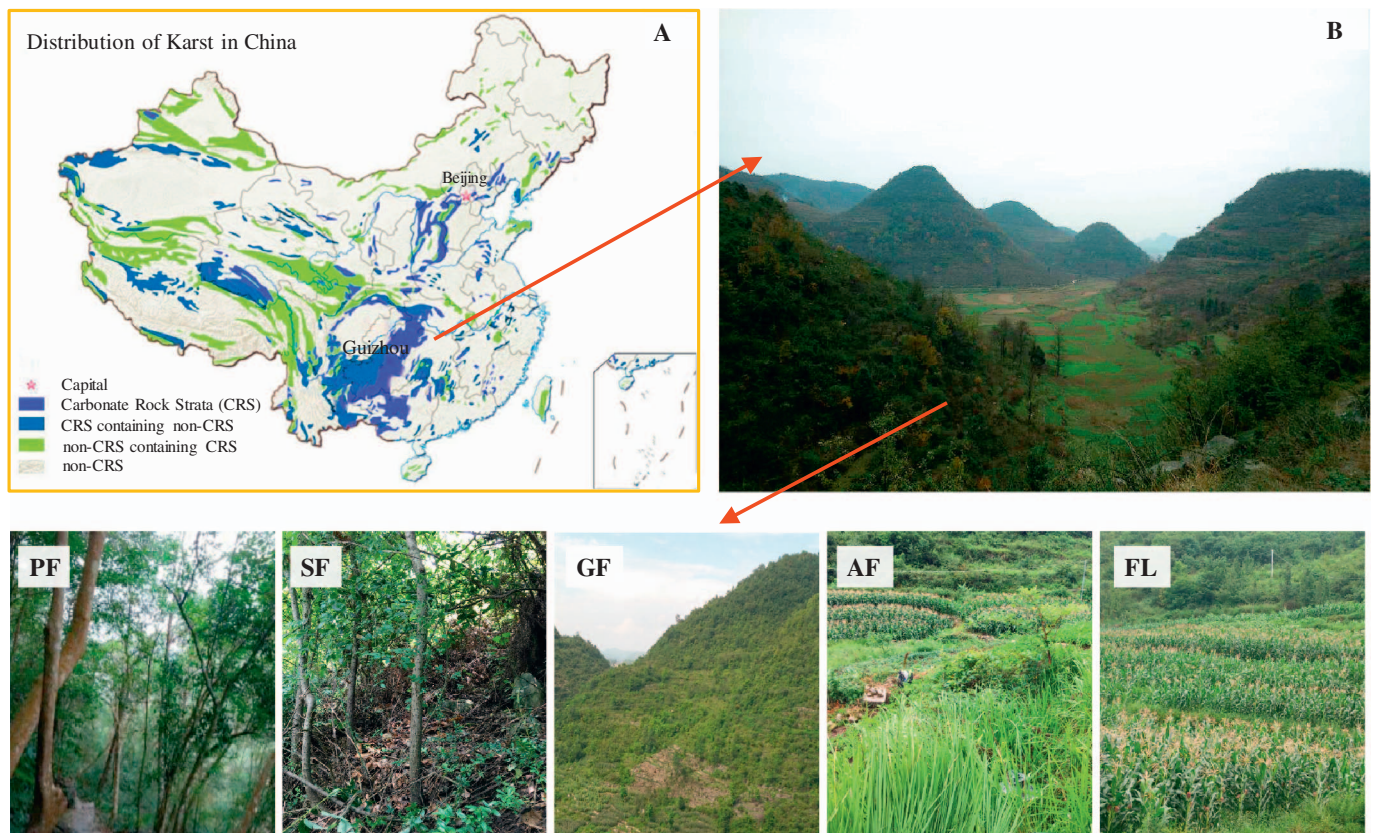 Distribution of Karst in China
A
Beijing
Guizhou
Capital
Carbonate Rock Strata (CRS)
CRS containing non-CRS
non-CRS containing CRS
non-CRS
B
PF
SF
GF
AF
FL